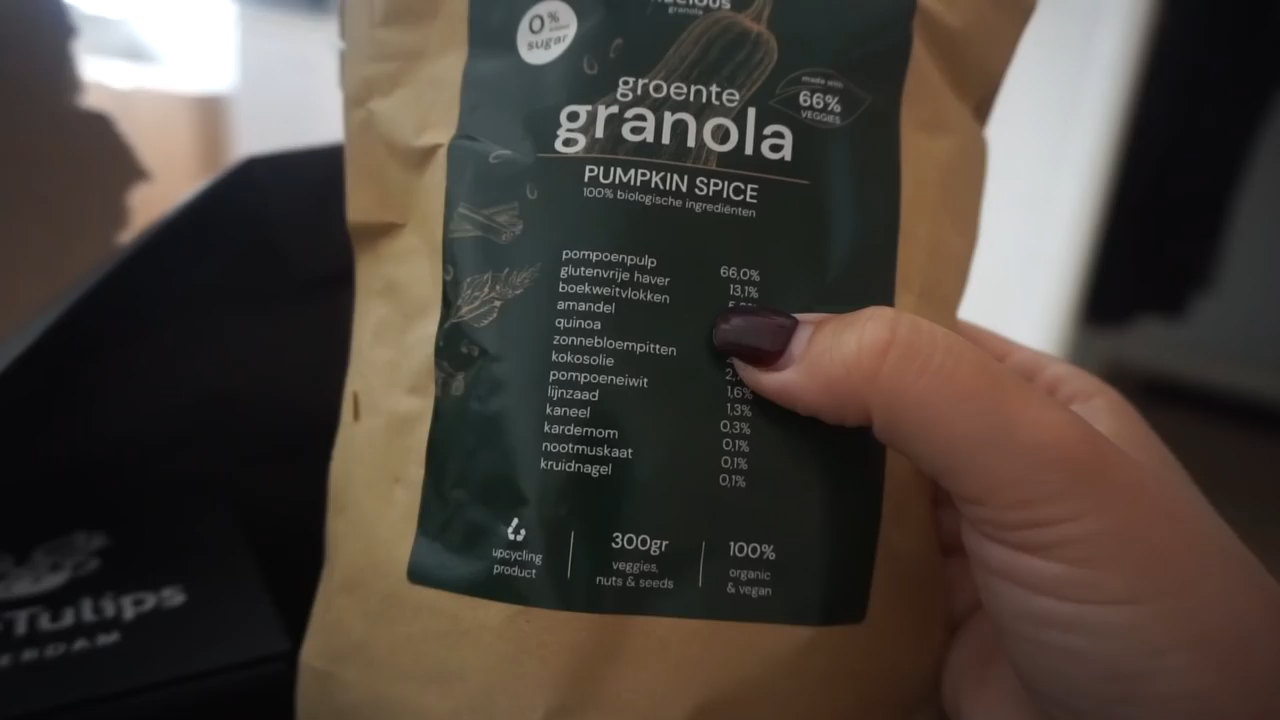 granola
0%
sugar
made with
66%
VEGGIES
groente
granola
PUMPKIN SPICE
100% biologische ingrediënten
pompoenpulp 66,0%
glutenvrije haver 13,1%
boekweitvlokken
amandel
quinoa
zonnebloempitten
kokosolie
pompoeneiwit 1,6%
lijnzaad 1,3%
kaneel 0,3%
kardemom 0,1%
nootmuskaat 0,1%
kruidnagel 0,1%
upcycling
product
300gr
veggies,
nuts & seeds
100%
organic
& vegan
Tulips